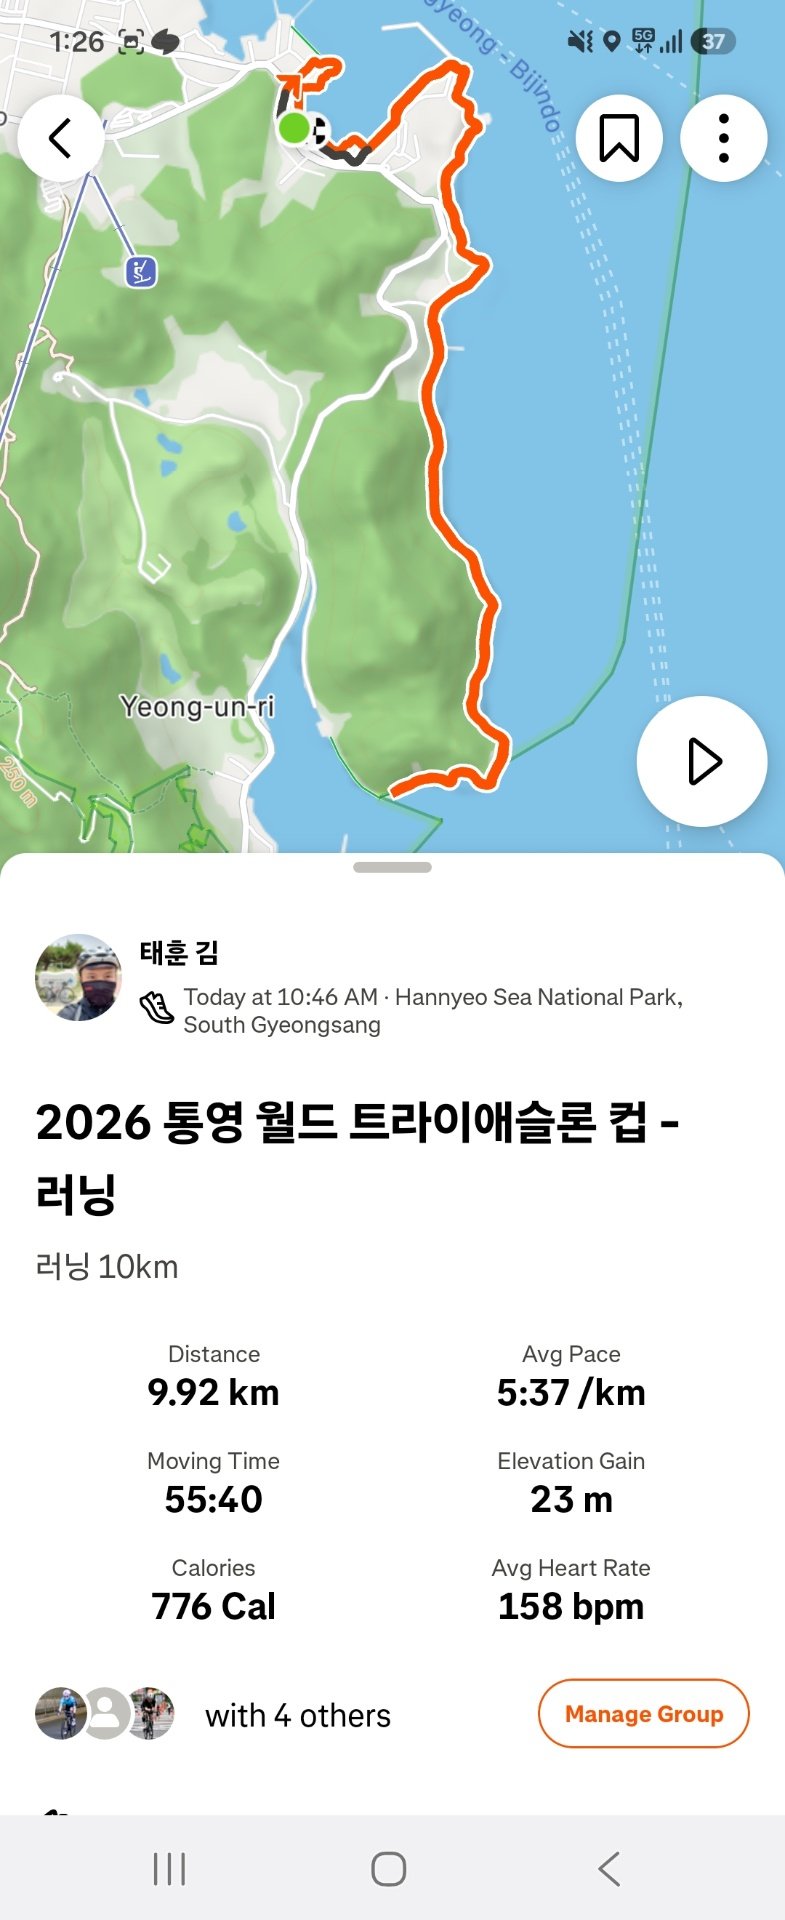 1:26
5G
37
gyeong - Bijindo
Yeong-un-ri
250 m
태훈 김
Today at 10:46 AM · Hannyeo Sea National Park,
South Gyeongsang
2026 통영 월드 트라이애슬론 컵 -
러닝
러닝 10km
Distance
Avg Pace
9.92 km
5:37 /km
Moving Time
Elevation Gain
55:40
23 m
Calories
Avg Heart Rate
776 Cal
158 bpm
with 4 others
Manage Group